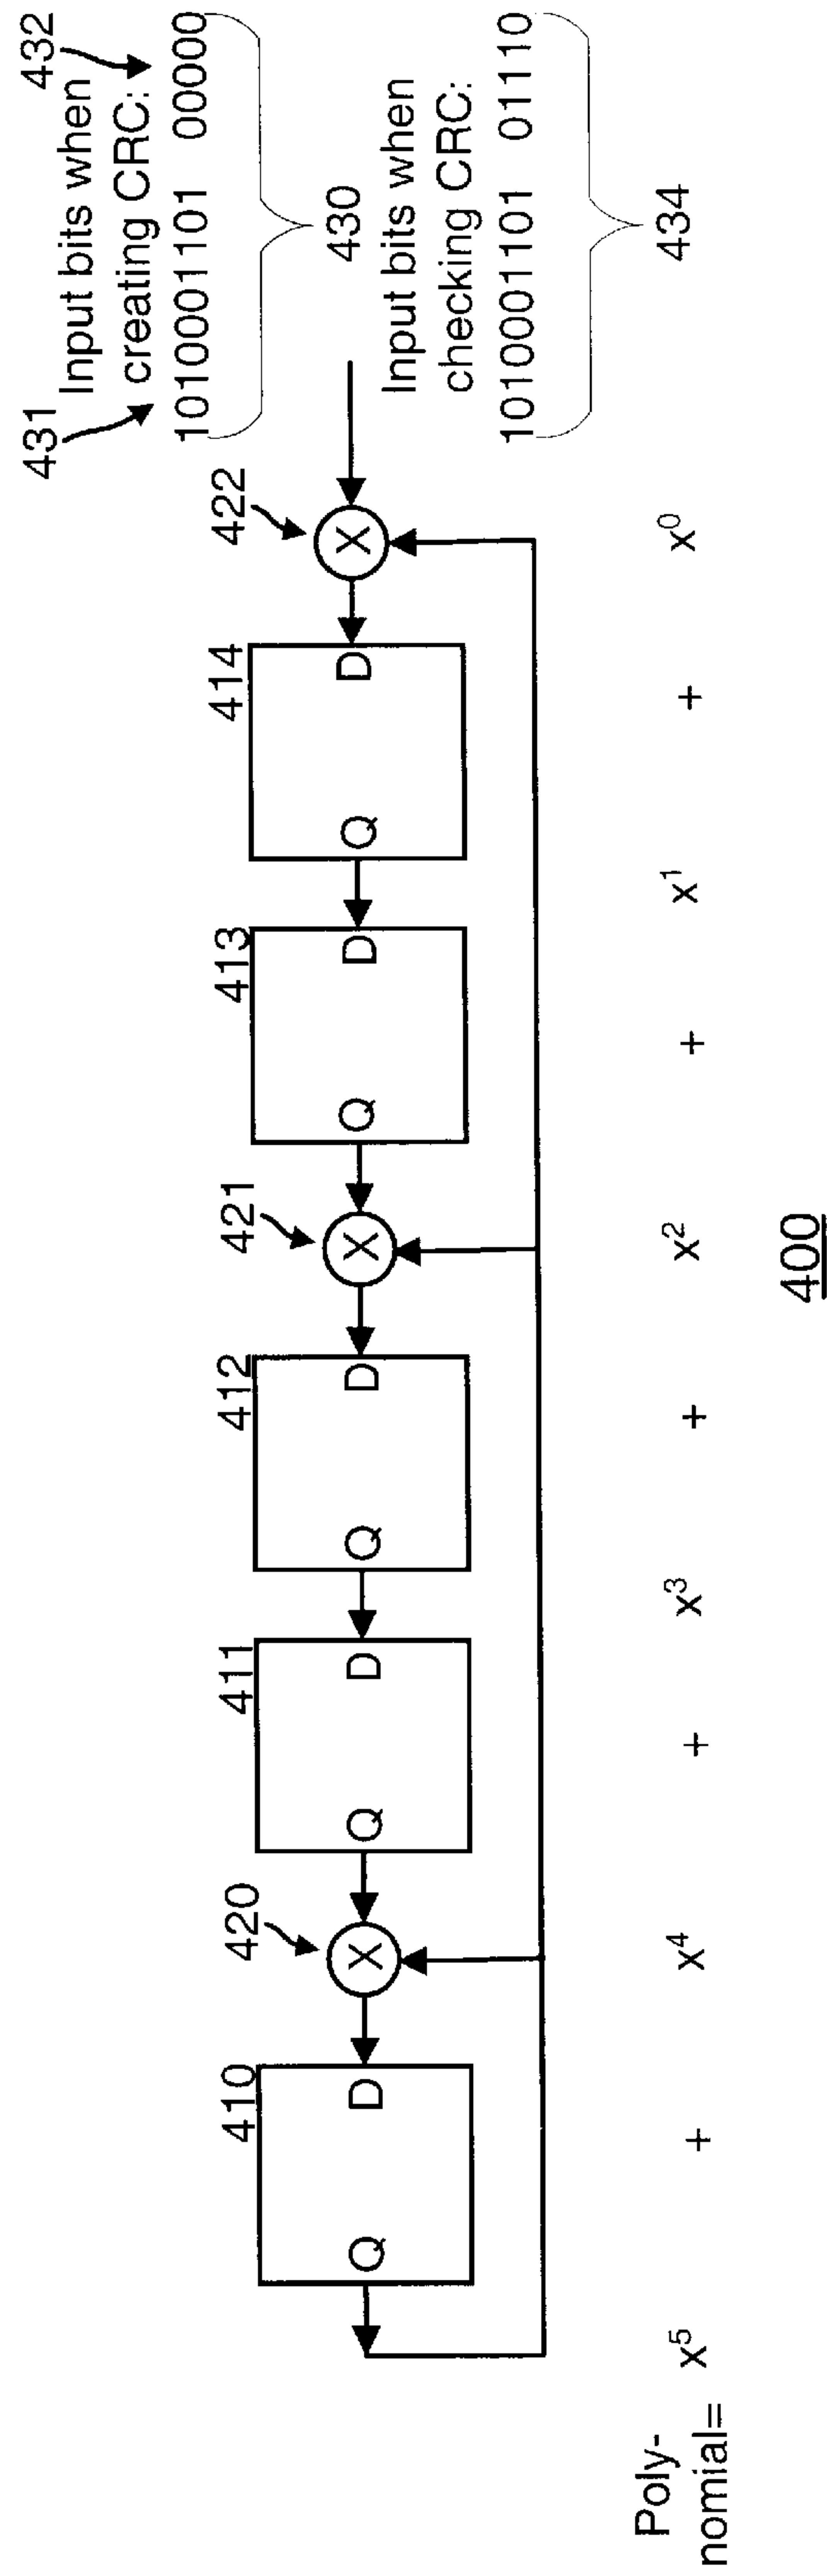 432
Input bits when
creating CRC:
431
1010001101 00000
430
Input bits when
checking CRC:
1010001101 01110
434
410 420 411 412 421 413 414 422
Q D X Q D Q D X Q D Q D X
Poly-
nomial= x⁵ + x⁴ + x³ + x² + x¹ + x⁰
400